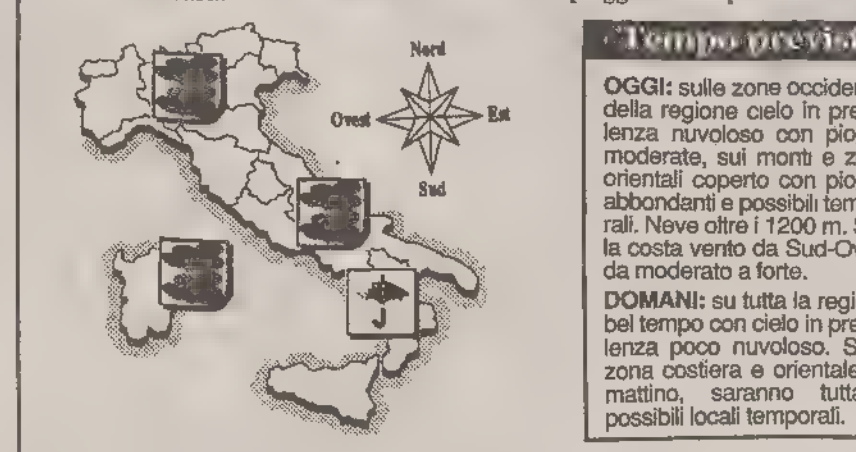 Nord
Ovest
Est
Sud
Tempo previst
OGGI: sulle zone occiden
della regione cielo in pre
lenza nuvoloso con piog
moderate, sui monti e z
orientali coperto con piog
abbondanti e possibili tem
rali. Neve oltre i 1200 m. S
la costa vento da Sud-Ov
da moderato a forte.
DOMANI: su tutta la regi
bel tempo con cielo in pre
lenza poco nuvoloso. S
zona costiera e orientale
mattino, saranno tutta
possibili locali temporali.